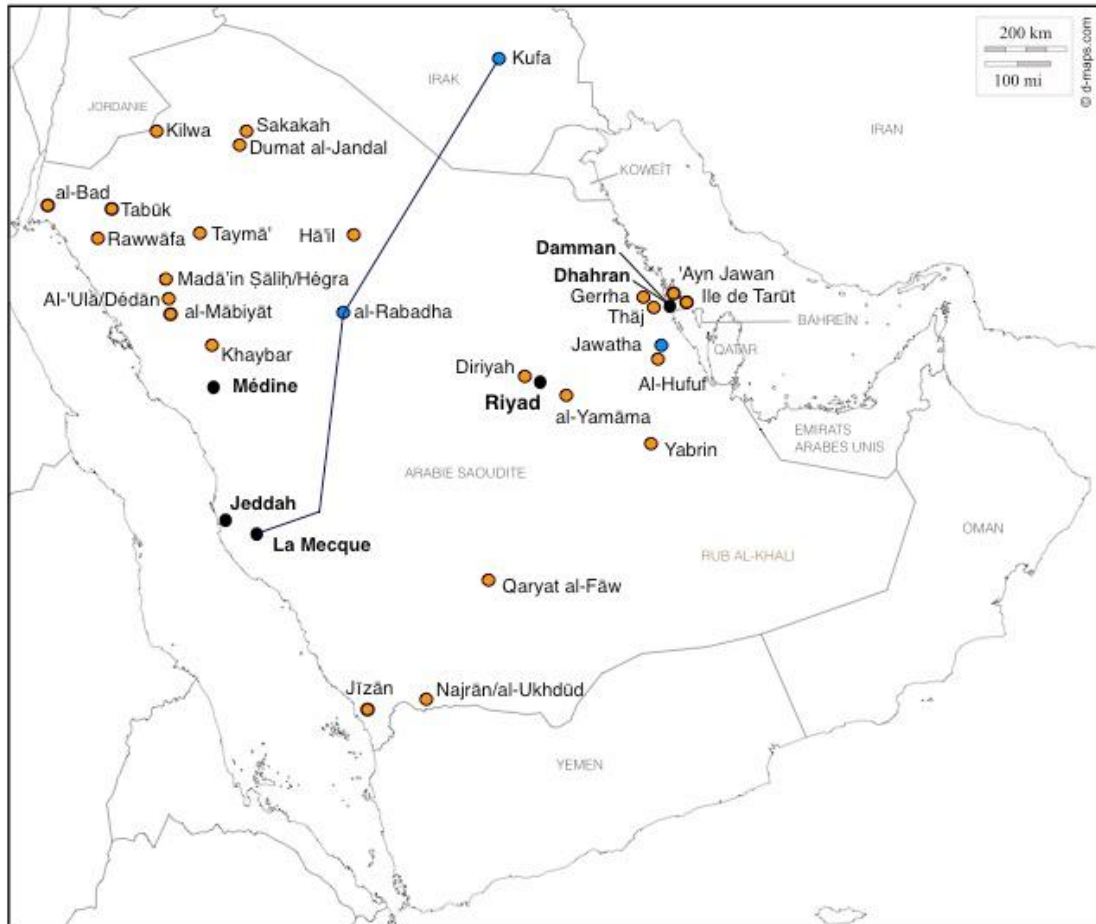 200 km
100 mi
© d-maps.com
Kufa
IRAK
JORDANIE
IRAN
Kilwa
Sakakah
Dumat al-Jandal
KOWEÏT
al-Bad
Tabūk
Rawwāfa
Taymā'
Hā'il
Damman
Dhahran
'Ayn Jawan
Gerrha
Ile de Tarūt
Thāj
Madā'in Ṣāliḥ/Hégra
Al-'Ulā/Dédān
al-Mābiyāt
al-Rabadha
BAHREÏN
Khaybar
Jawatha
QATAR
Diriyah
Al-Hufuf
Médine
Riyad
al-Yamāma
EMIRATS
ARABES UNIS
Yabrin
ARABIE SAOUDITE
Jeddah
La Mecque
OMAN
RUB AL-KHALI
Qaryat al-Fāw
Jīzān
Najrān/al-Ukhdūd
YEMEN